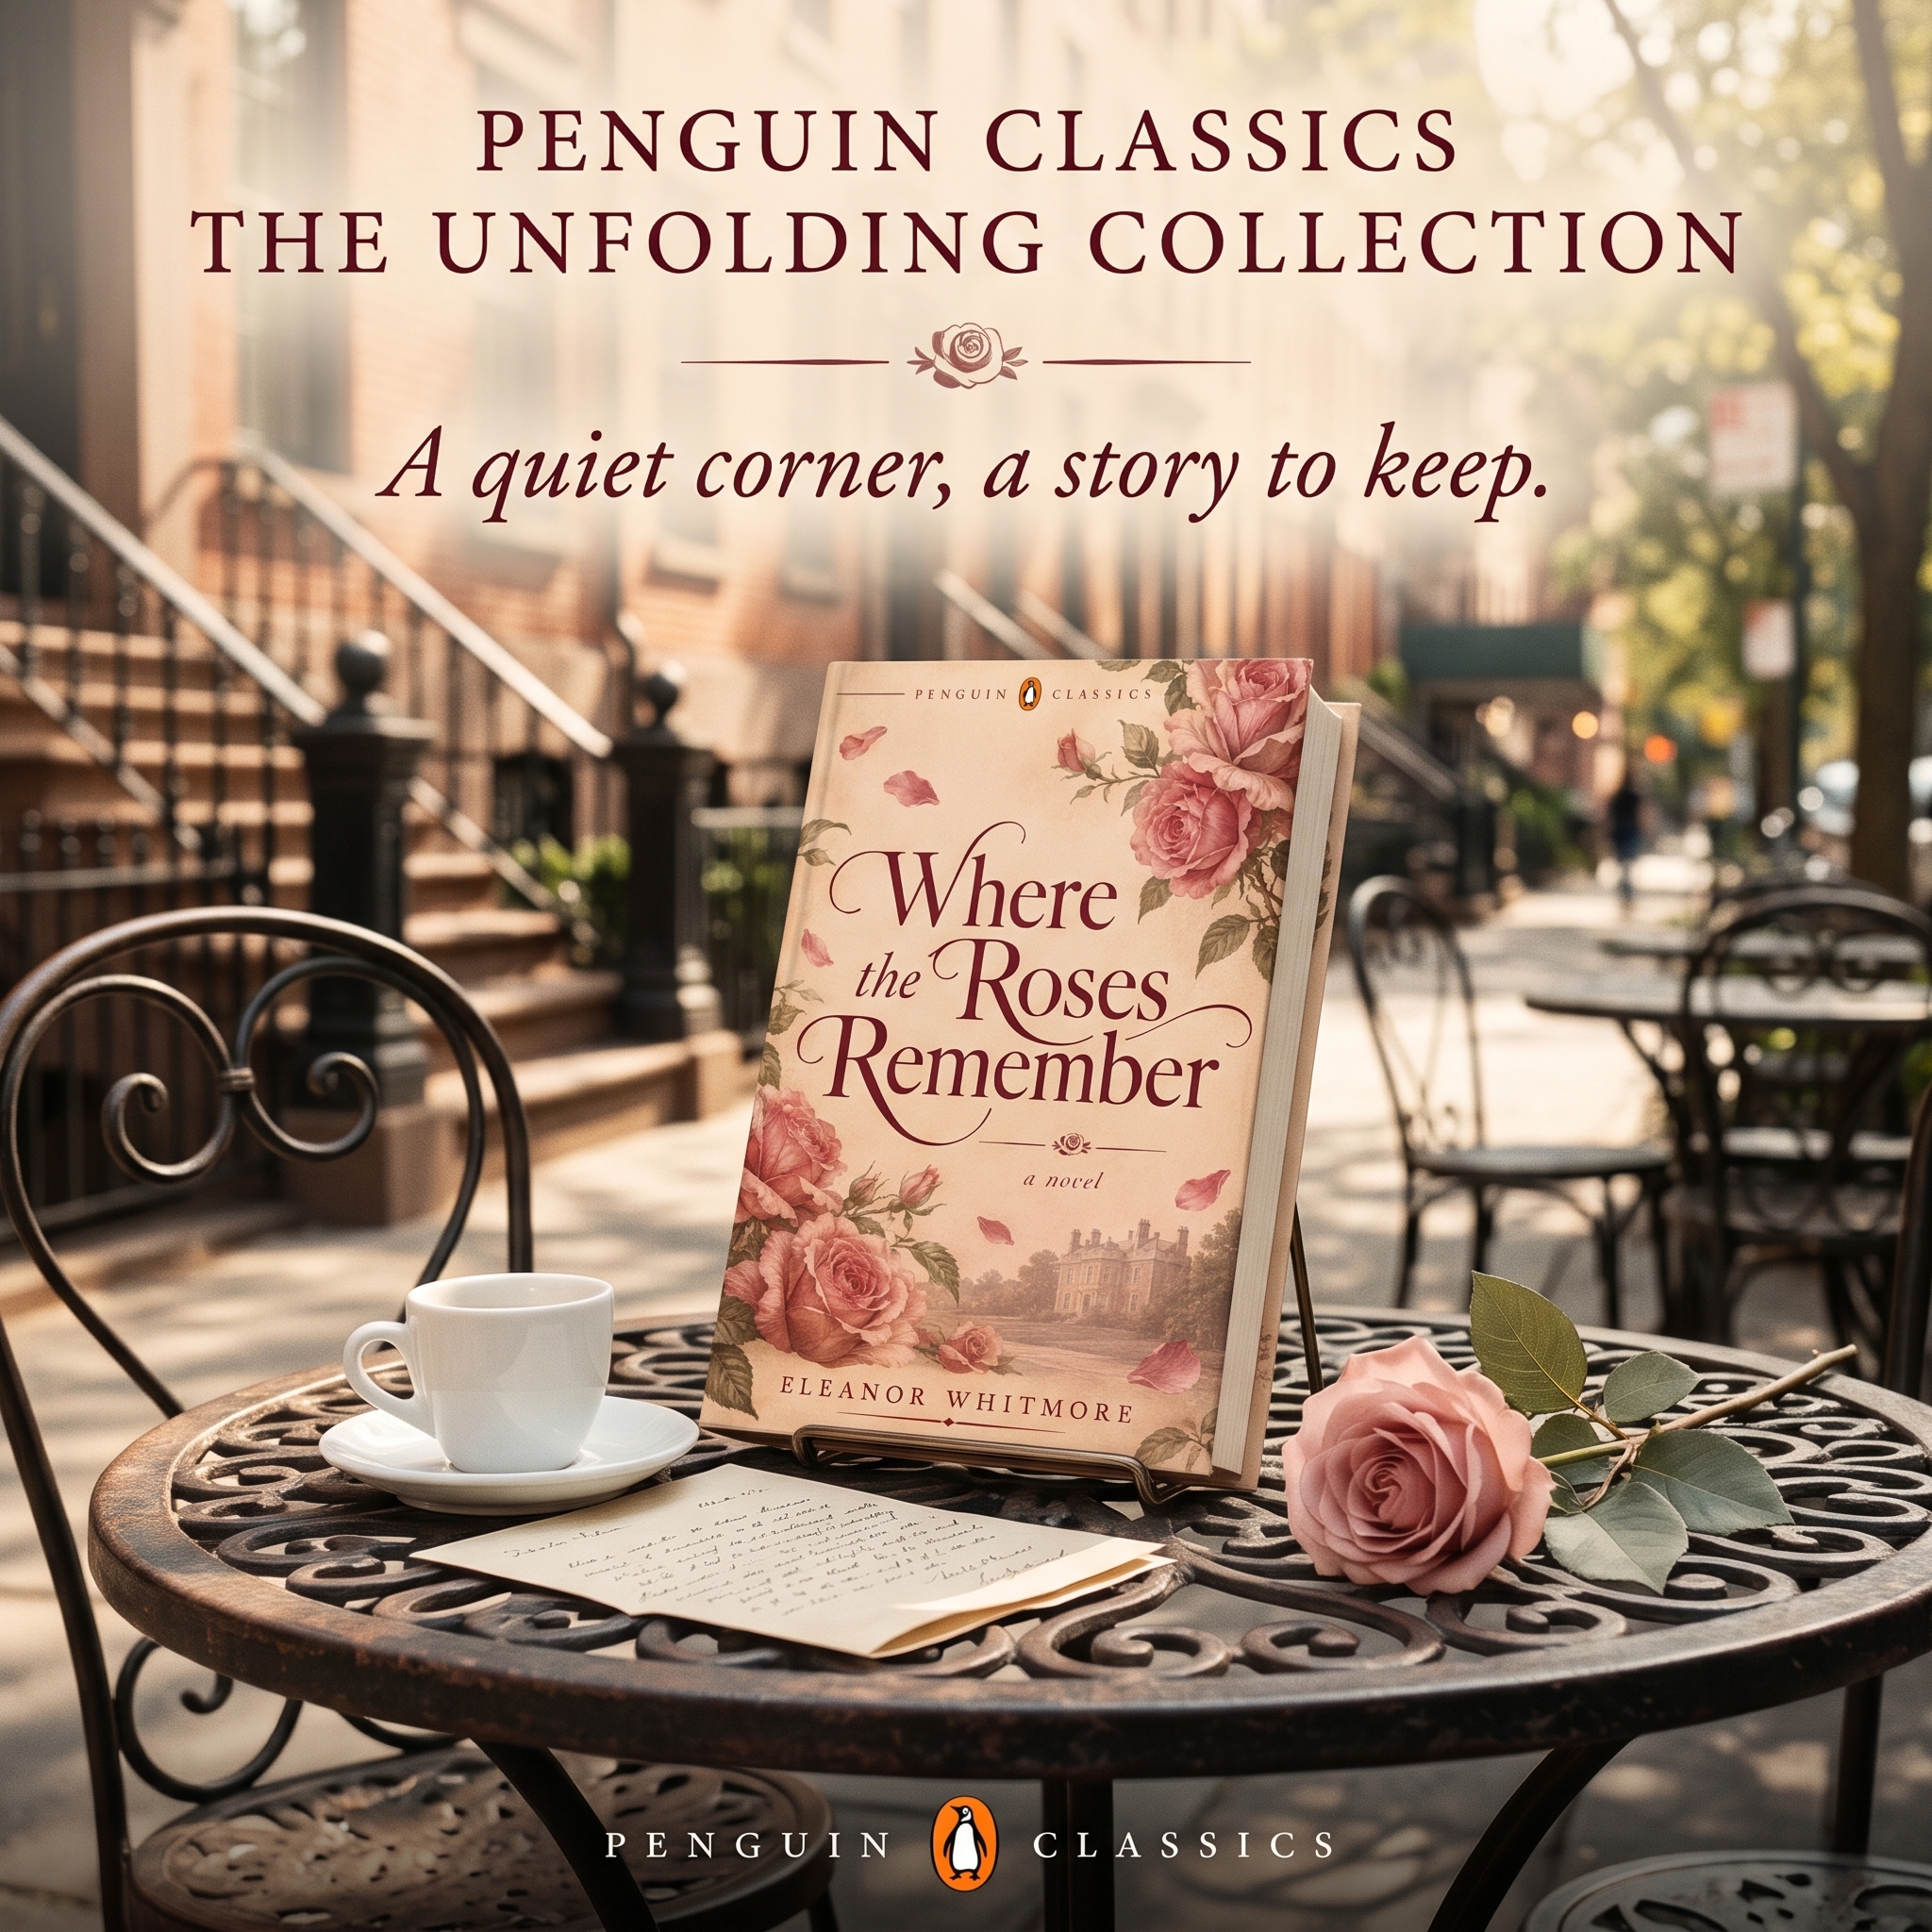 PENGUIN CLASSICS
THE UNFOLDING COLLECTION
A quiet corner, a story to keep.
PENGUIN CLASSICS
Where
the Roses
Remember
a novel
ELEANOR WHITMORE
PENGUIN CLASSICS